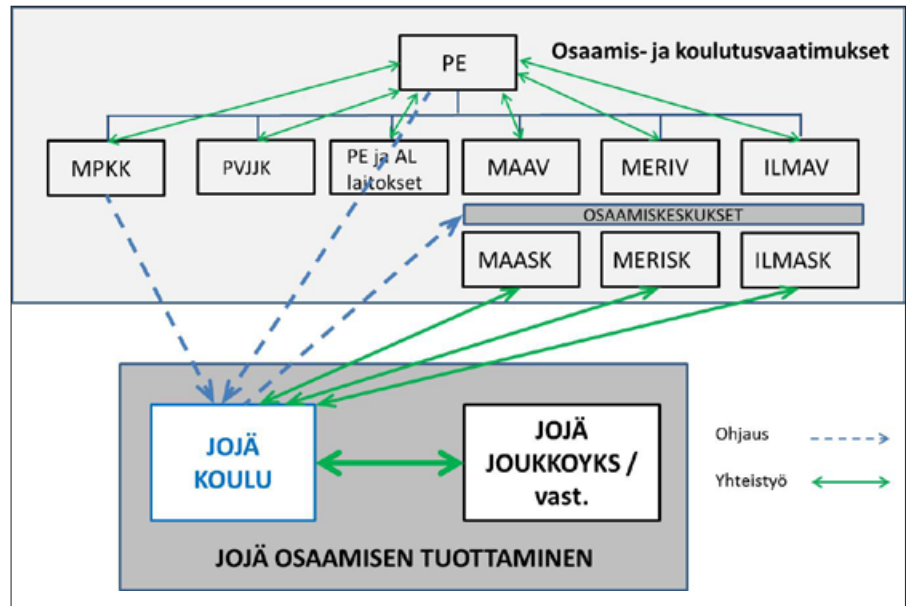 Osaamis- ja koulutusvaatimukset
PE
MPKK
PVJJK
PE ja AL
laitokset
MAAV
MERIV
ILMAV
OSAAMISKESKUKSET
MAASK
MERISK
ILMASK
JOJÄ
KOULU
JOJÄ
JOUKKOYKS /
vast.
Ohjaus
Yhteistyö
JOJÄ OSAAMISEN TUOTTAMINEN